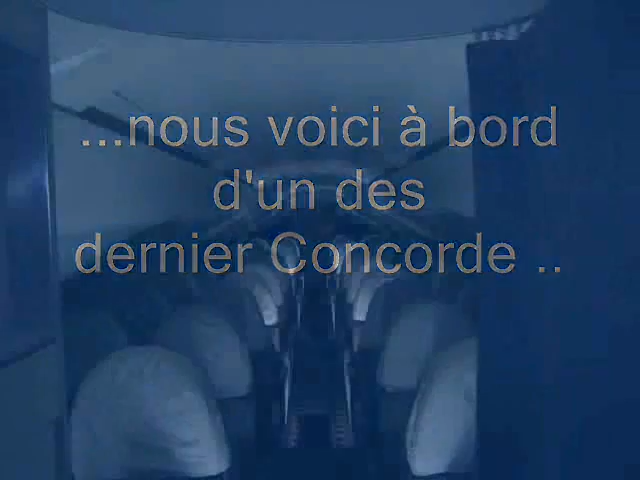 ...nous voici à bord
d'un des
dernier Concorde ..